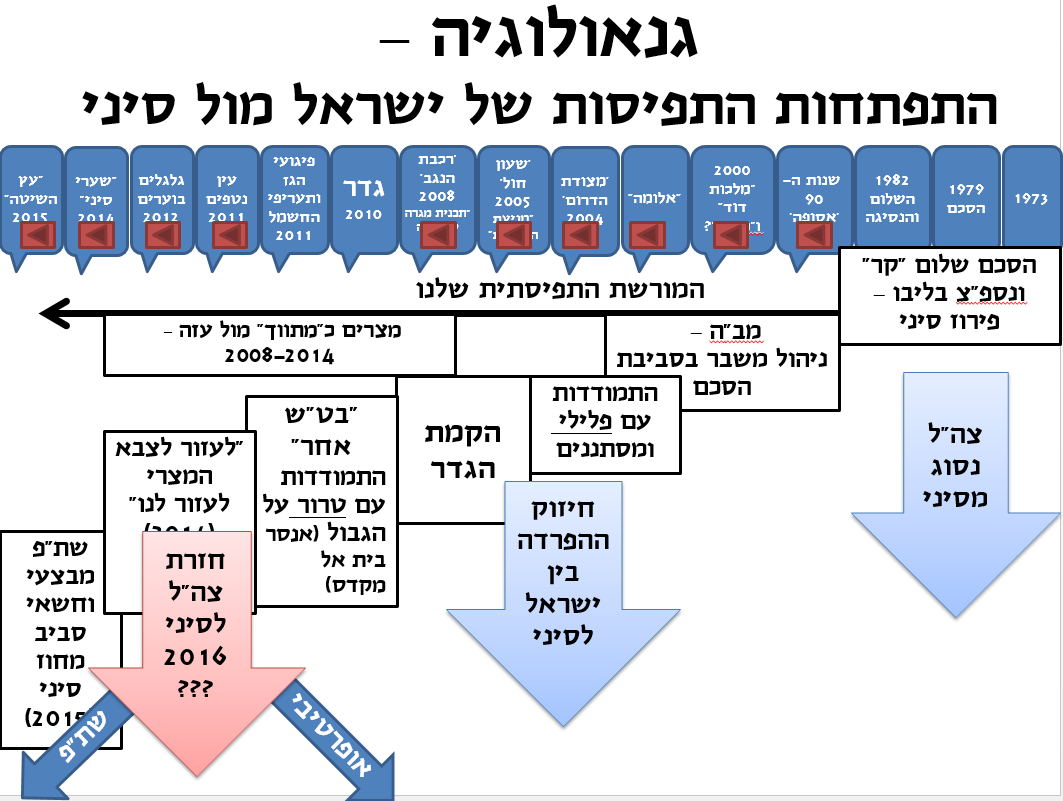 גנאולוגיה –
התפתחות התפיסות של ישראל מול סיני
1973
1979
הסכם
1982
השלום
והנסיגה
שנות ה-
90
"אסופה"
2000
"מלכות
דוד"
"אלומה"
"מצודת
הדרום"
2004
"שעון
חול"
2005
"רכבת
הנגב"
2008
"תבנית מגרה
גדר
2010
פיגועי
הגז
ותעריפי
החשמל
2011
עין
נטפים
2011
גלגלים
בוערים
2012
"שערי
סיני"
2014
"עץ
השיטה"
2015
המורשת התפיסתית שלנו
הסכם שלום "קר"
ונספ"צ בליבו –
פירוז סיני
מב"ה –
ניהול משבר בסביבת
הסכם
מצרים כ"מתווך" מול עזה –
2008-2014
התמודדות
עם פלילי
ומסתננים
הקמת
הגדר
"בט"ש
אחר"
התמודדות
עם טרור על
הגבול (אנסר
בית אל
מקדס)
"לעזור לצבא
המצרי
לעזור לנו"
שת"פ
מבצעי
וחשאי
סביב
מחוז
סיני
(2015)
צה"ל
נסוג
מסיני
חיזוק
ההפרדה
בין
ישראל
לסיני
חזרת
צה"ל
לסיני
2016
???
שת"פ
אופרטיבי